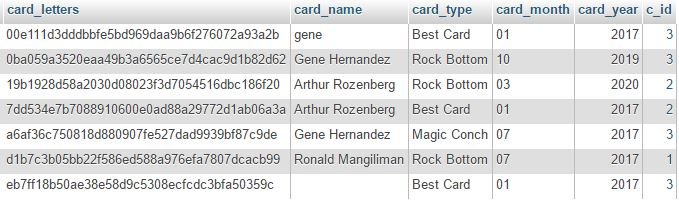 card_letters card_name card_type card_month card_year c_id
00e111d3dddbbfe5bd969daa9b6f276072a93a2b gene Best Card 01 2017 3
0ba059a3520eaa49b3a6565ce7d4cac9d1b82d62 Gene Hernandez Rock Bottom 10 2019 3
19b1928d58a2030d08023f3d7054516dbc186f20 Arthur Rozenberg Rock Bottom 03 2020 2
7dd534e7b7088910600e0ad88a29772d1ab06a3a Arthur Rozenberg Best Card 01 2017 2
a6af36c750818d880907fe527dad9939bf87c9de Gene Hernandez Magic Conch 07 2017 3
d1b7c3b05bb22f586ed588a976efa7807dcacb99 Ronald Mangiliman Rock Bottom 07 2017 1
eb7ff18b50ae38e58d9c5308ecfcdc3bfa50359c Best Card 01 2017 3